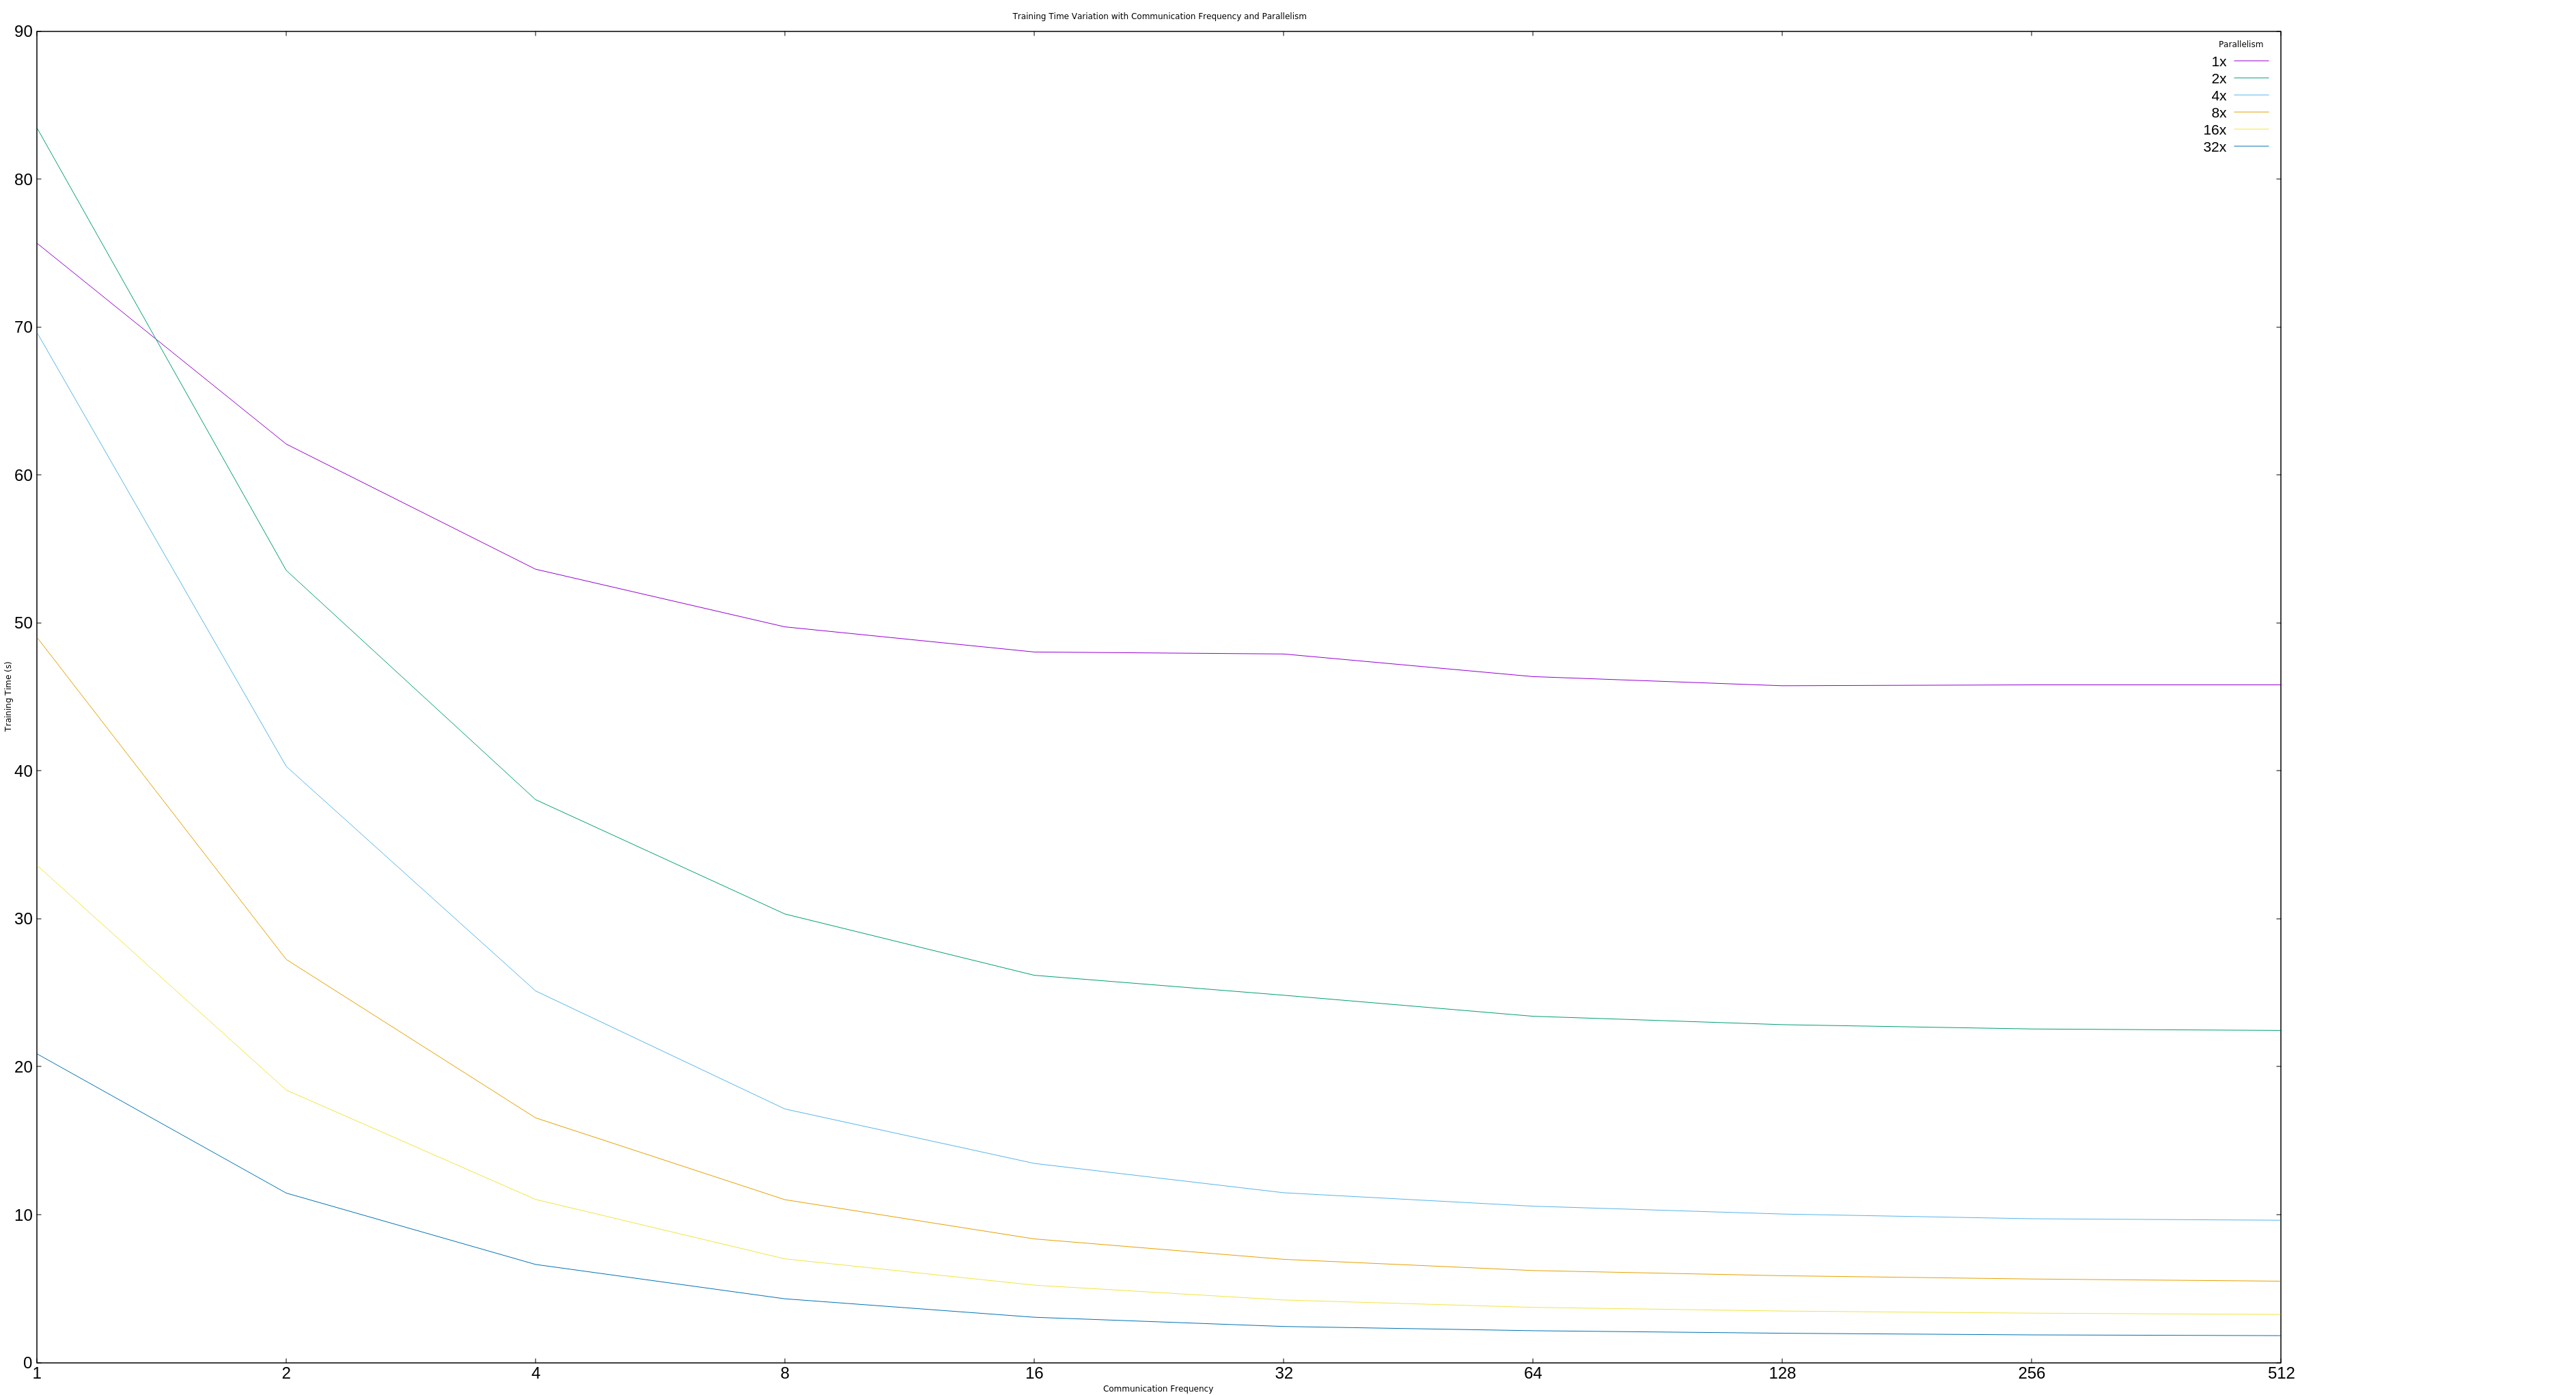 Training Time Variation with Communication Frequency and Parallelism
Parallelism
1x
2x
4x
8x
16x
32x
90
80
70
60
50
40
30
20
10
0
Training Time (s)
1 2 4 8 16 32 64 128 256 512
Communication Frequency